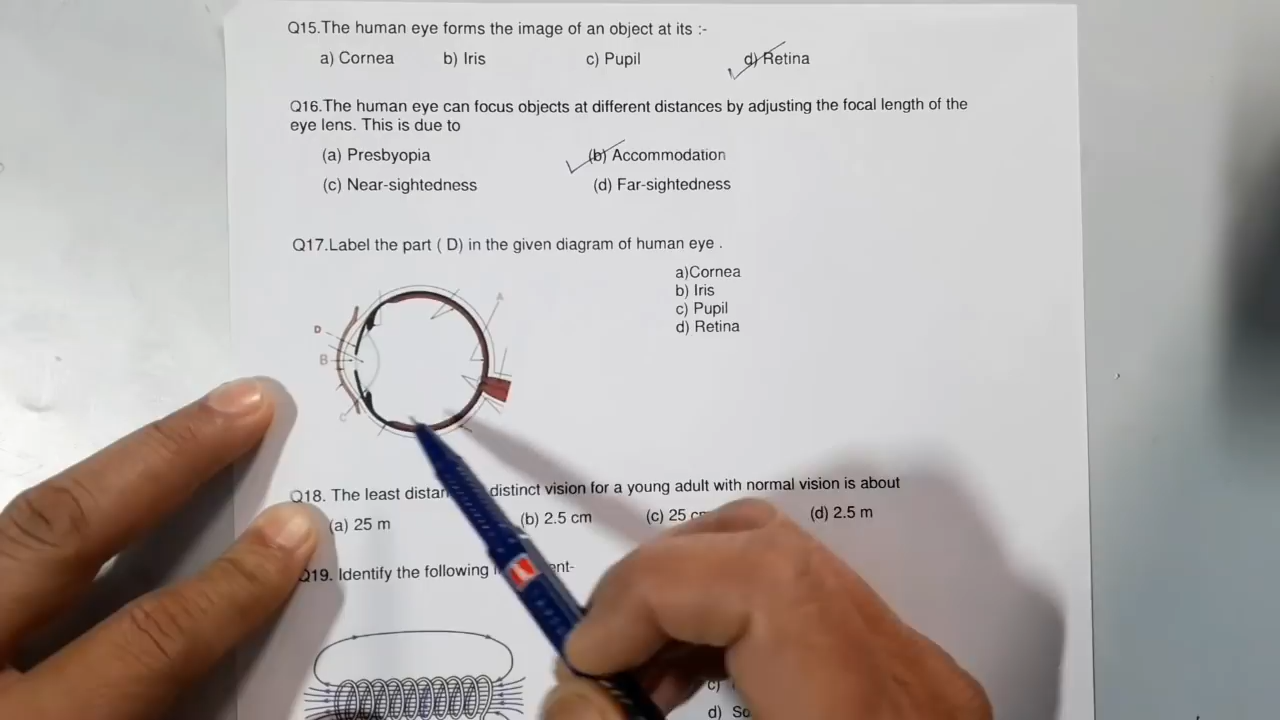 Q15.The human eye forms the image of an object at its :-
a) Cornea b) Iris c) Pupil d) Retina
Q16.The human eye can focus objects at different distances by adjusting the focal length of the
eye lens. This is due to
(a) Presbyopia (b) Accommodation
(c) Near-sightedness (d) Far-sightedness
Q17.Label the part ( D) in the given diagram of human eye .
a)Cornea
b) Iris
c) Pupil
d) Retina
A
D
B
C
Q18. The least distan distinct vision for a young adult with normal vision is about
(a) 25 m (b) 2.5 cm (c) 25 (d) 2.5 m
Q19. Identify the following
c)
d) So